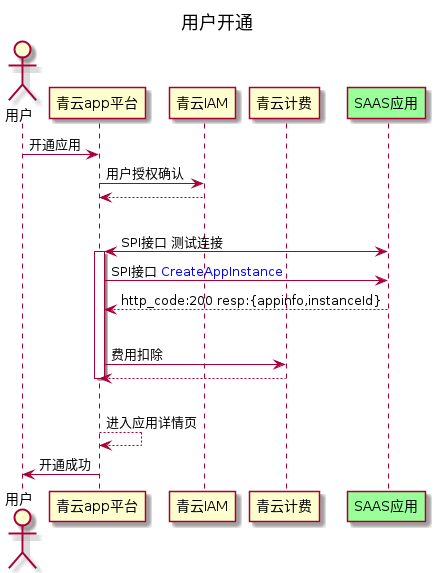 用户开通
用户
青云app平台
青云IAM
青云计费
SAAS应用
开通应用
用户授权确认
SPI接口 测试连接
SPI接口 CreateAppInstance
http_code:200 resp:{appinfo,instanceId}
费用扣除
进入应用详情页
开通成功
用户
青云app平台
青云IAM
青云计费
SAAS应用